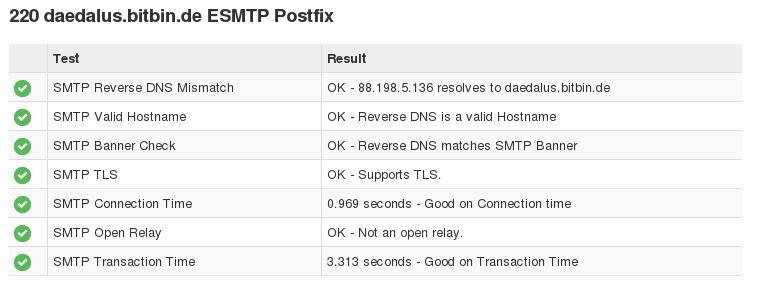 220 daedalus.bitbin.de ESMTP Postfix
Test Result
SMTP Reverse DNS Mismatch OK - 88.198.5.136 resolves to daedalus.bitbin.de
SMTP Valid Hostname OK - Reverse DNS is a valid Hostname
SMTP Banner Check OK - Reverse DNS matches SMTP Banner
SMTP TLS OK - Supports TLS.
SMTP Connection Time 0.969 seconds - Good on Connection time
SMTP Open Relay OK - Not an open relay.
SMTP Transaction Time 3.313 seconds - Good on Transaction Time